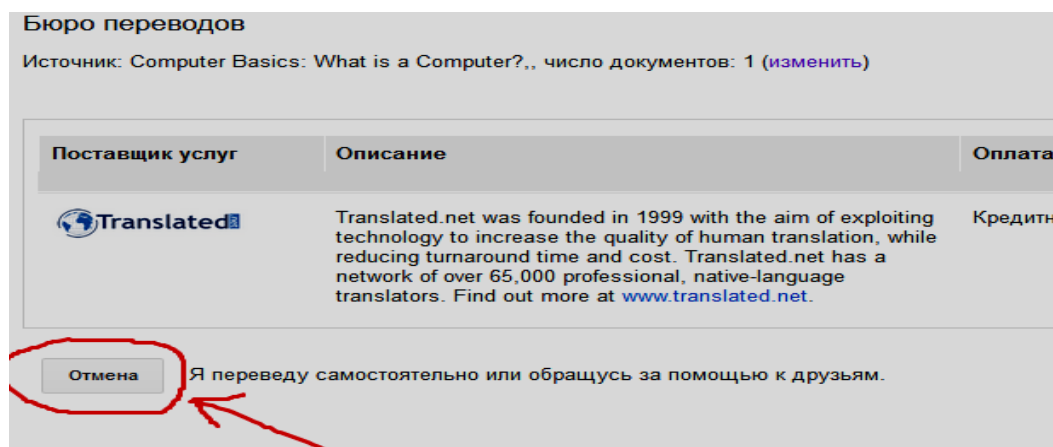 Бюро переводов
Источник: Computer Basics: What is a Computer?,, число документов: 1 (изменить)
Поставщик услуг Описание Оплата
Translated Translated.net was founded in 1999 with the aim of exploiting Кредитн
technology to increase the quality of human translation, while
reducing turnaround time and cost. Translated.net has a
network of over 65,000 professional, native-language
translators. Find out more at www.translated.net.
Отмена Я переведу самостоятельно или обращусь за помощью к друзьям.